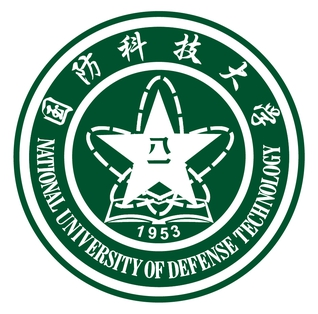 国防科技大学
八一
1953
NATIONAL UNIVERSITY OF DEFENSE TECHNOLOGY